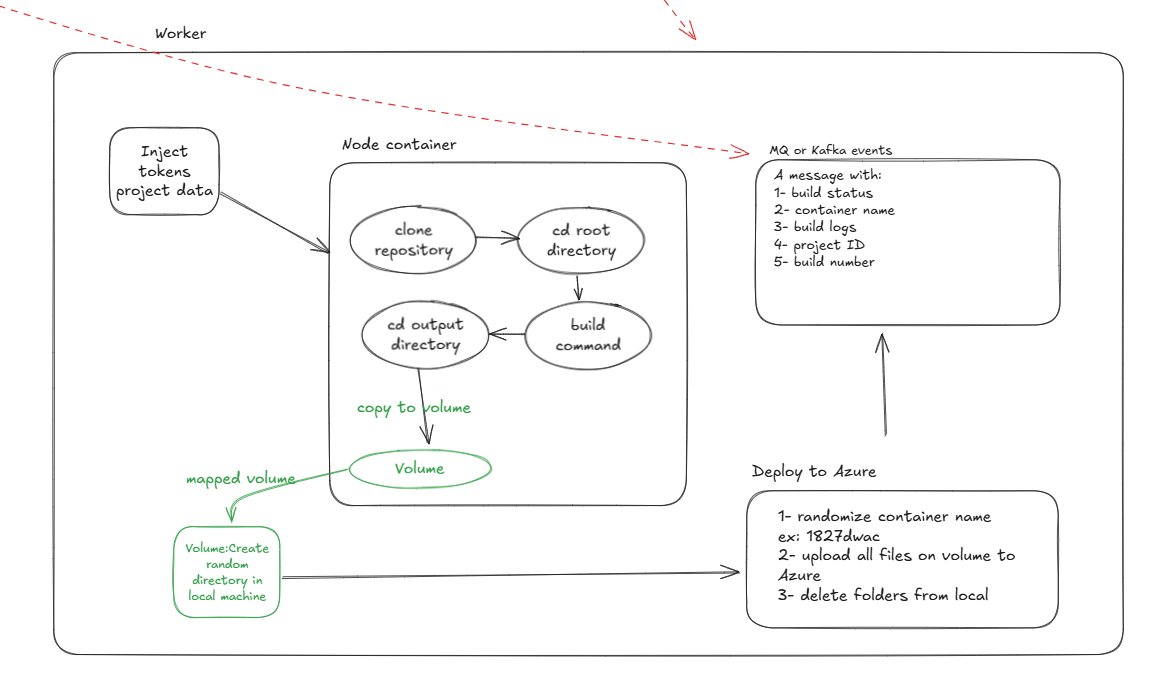 Worker
Inject
tokens
project data
Node container
clone
repository
cd root
directory
build
command
cd output
directory
copy to volume
Volume
mapped volume
Volume:Create
random
directory in
local machine
MQ or Kafka events
A message with:
1- build status
2- container name
3- build logs
4- project ID
5- build number
Deploy to Azure
1- randomize container name
ex: 1827dwac
2- upload all files on volume to
Azure
3- delete folders from local